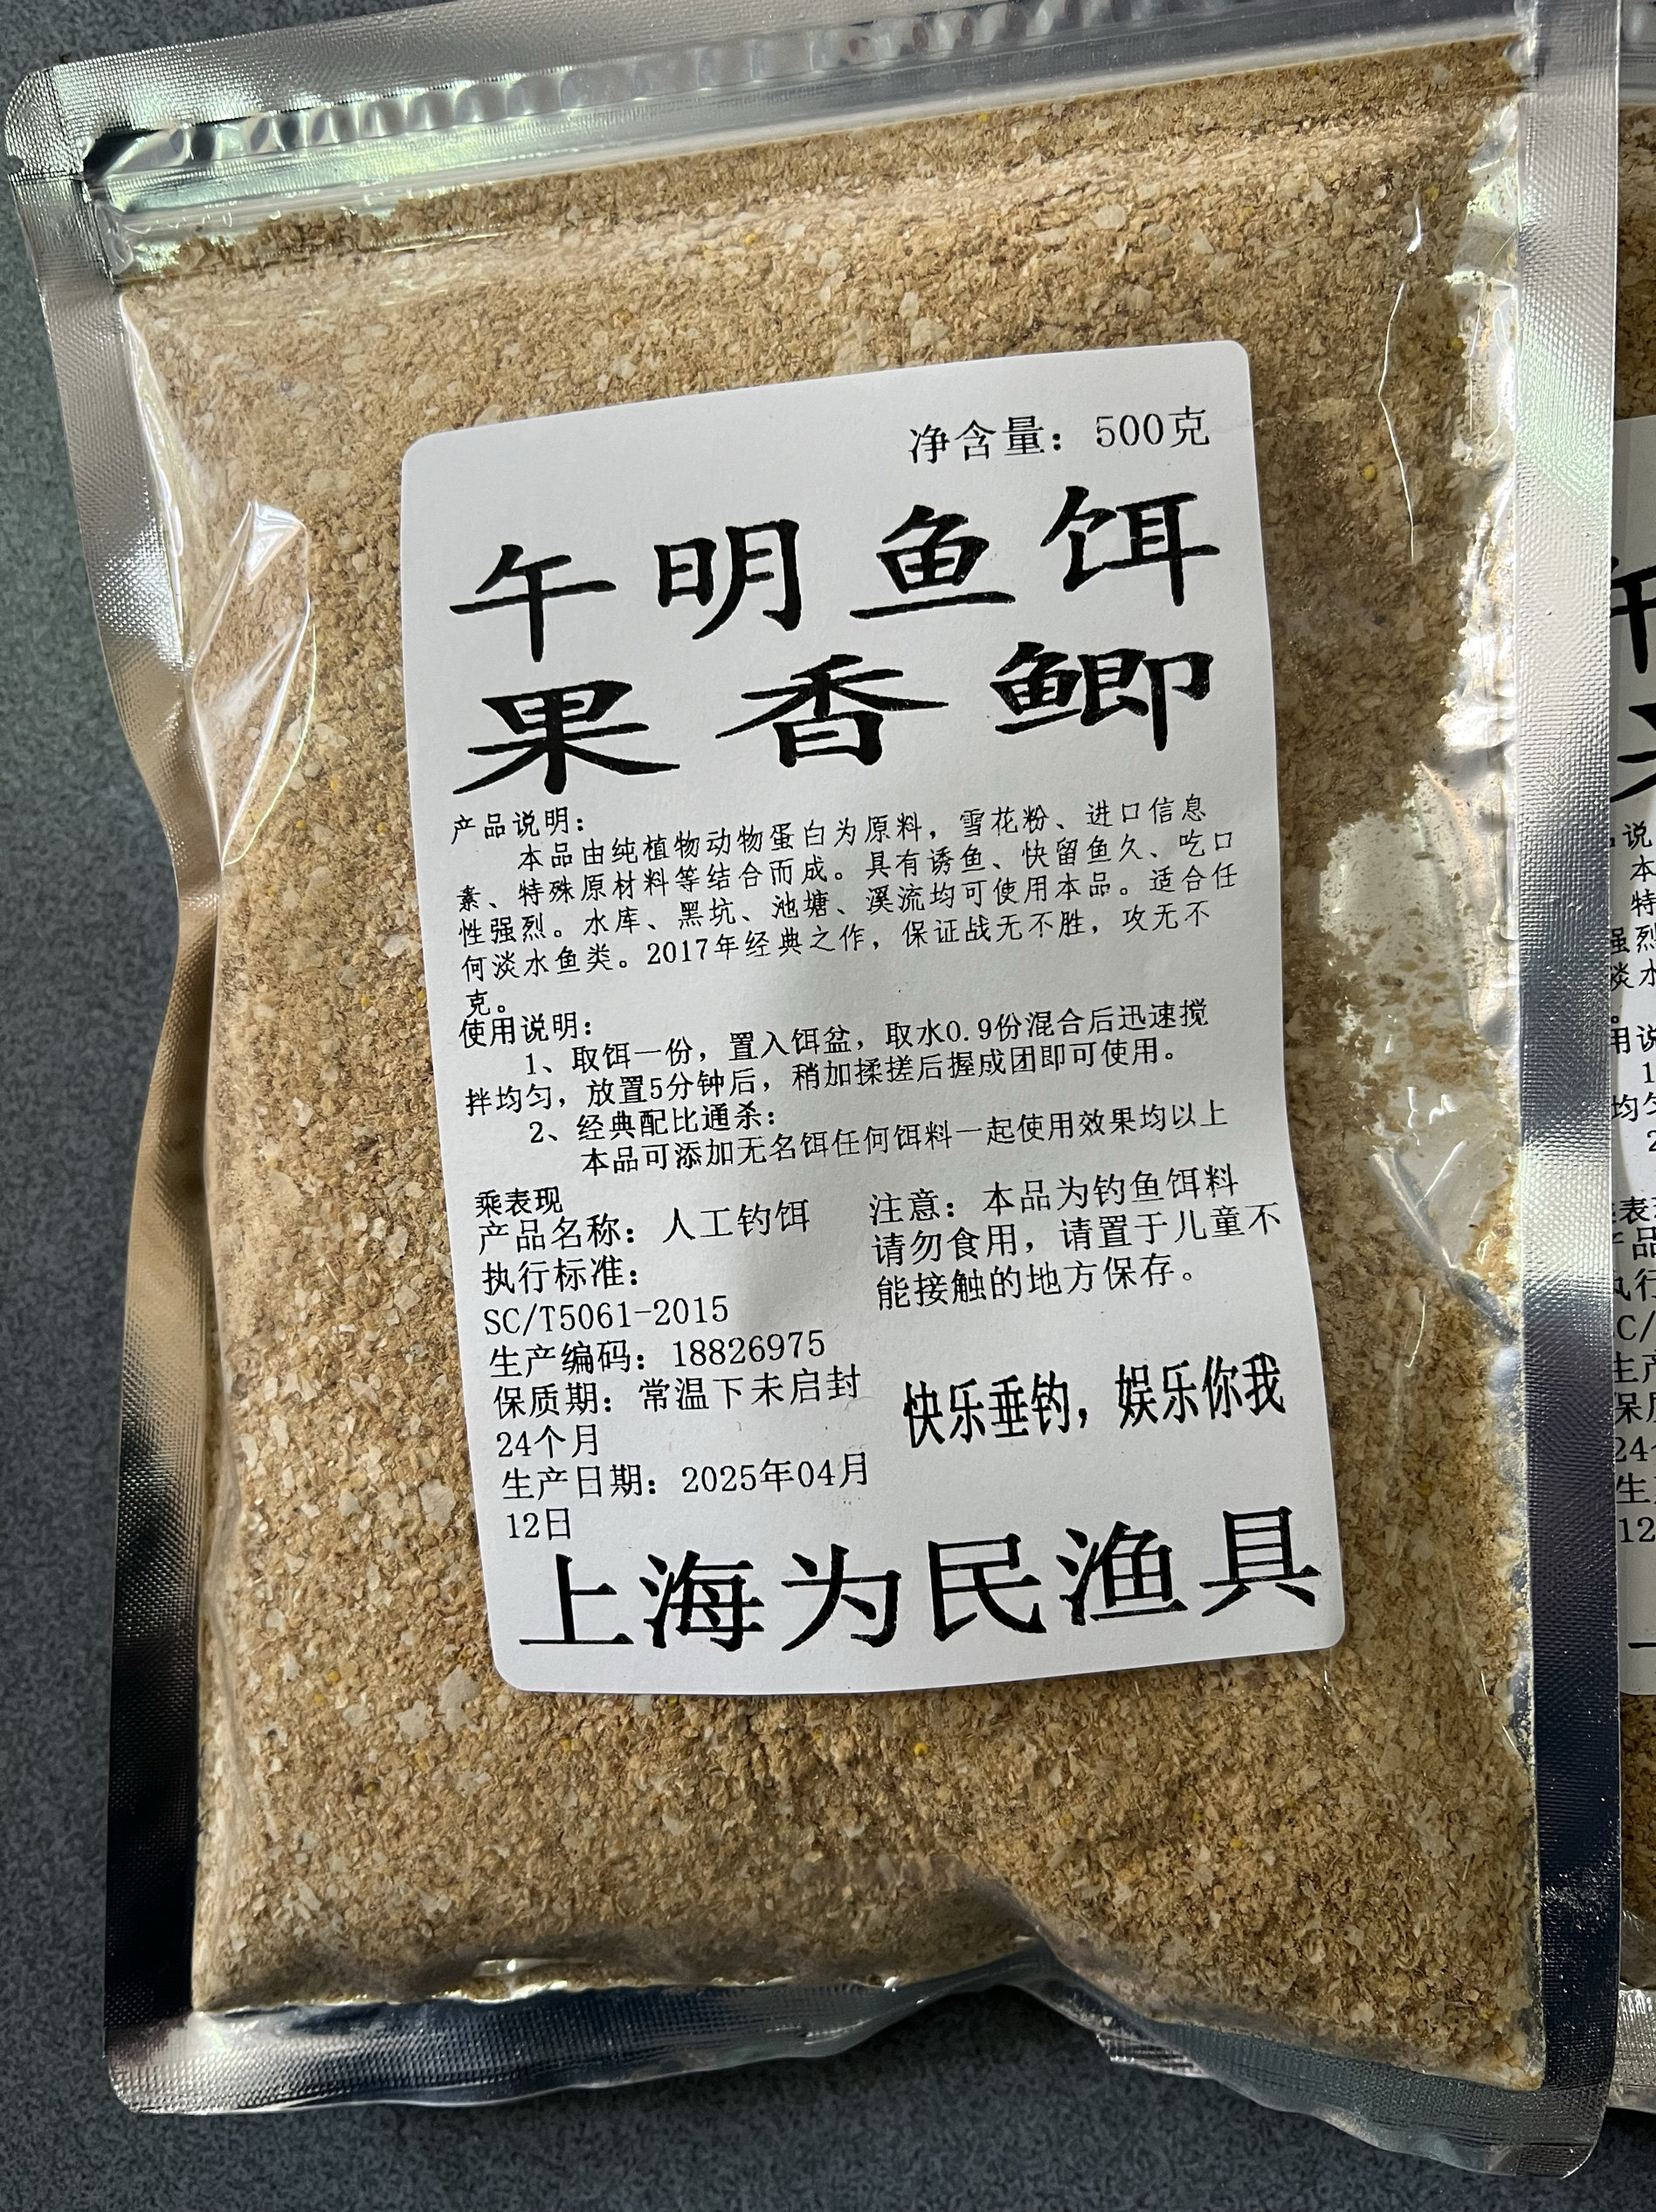 净含量：500克
午明鱼饵
果香鲫
产品说明：
本品由纯植物动物蛋白为原料，雪花粉、进口信息
素、特殊原材料等结合而成。具有诱鱼、快留鱼久、吃口
性强烈。水库、黑坑、池塘、溪流均可使用本品。适合任
何淡水鱼类。2017年经典之作，保证战无不胜，攻无不
克。
使用说明：
1、取饵一份，置入饵盆，取水0.9份混合后迅速搅
拌均匀，放置5分钟后，稍加揉搓后握成团即可使用。
2、经典配比通杀：
本品可添加无名饵任何饵料一起使用效果均以上
乘表现
产品名称：人工钓饵
执行标准：
SC/T5061-2015
生产编码：18826975
保质期：常温下未启封
24个月
生产日期：2025年04月
12日
注意：本品为钓鱼饵料
请勿食用，请置于儿童不
能接触的地方保存。
快乐垂钓，娱乐你我
上海为民渔具